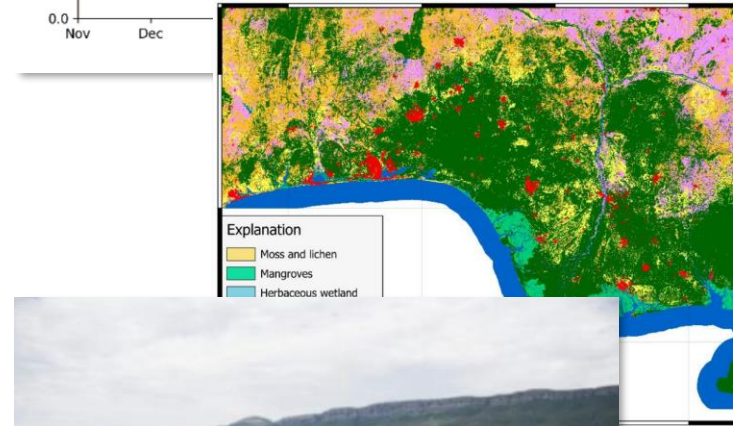 0.0
Nov Dec
Explanation
Moss and lichen
Mangroves
Herbaceous wetland